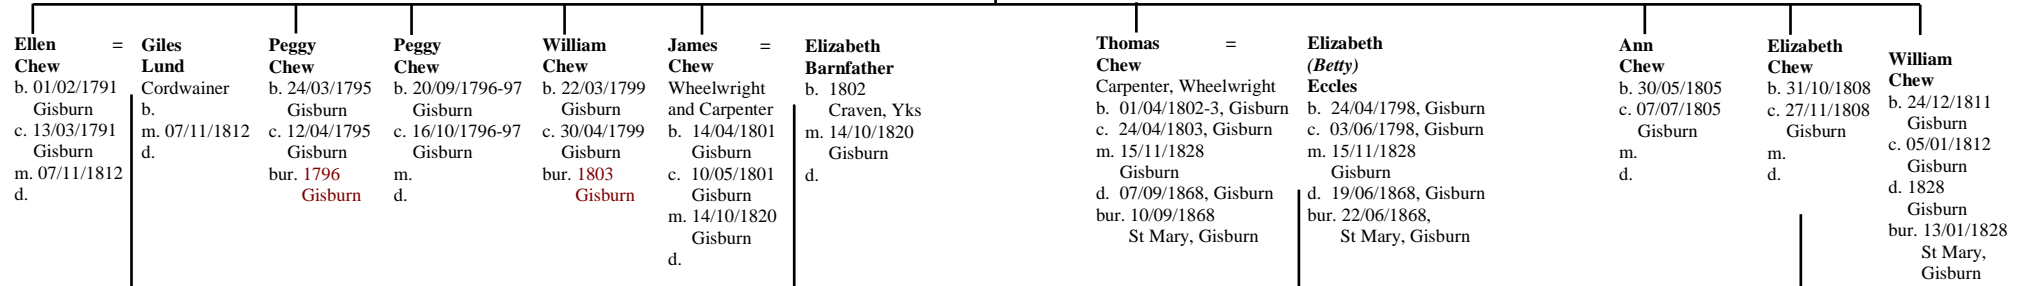 Ellen =
Chew
b. 01/02/1791
Gisburn
c. 13/03/1791
Gisburn
m. 07/11/1812
d.
Giles
Lund
Cordwainer
b.
m. 07/11/1812
d.
Peggy
Chew
b. 24/03/1795
Gisburn
c. 12/04/1795
Gisburn
bur. 1796
Gisburn
Peggy
Chew
b. 20/09/1796-97
Gisburn
c. 16/10/1796-97
Gisburn
m.
d.
William
Chew
b. 22/03/1799
Gisburn
c. 30/04/1799
Gisburn
bur. 1803
Gisburn
James =
Chew
Wheelwright
and Carpenter
b. 14/04/1801
Gisburn
c. 10/05/1801
Gisburn
m. 14/10/1820
Gisburn
d.
Elizabeth
Barnfather
b. 1802
Craven, Yks
m. 14/10/1820
Gisburn
d.
Thomas =
Chew
Carpenter, Wheelwright
b. 01/04/1802-3, Gisburn
c. 24/04/1803, Gisburn
m. 15/11/1828
Gisburn
d. 07/09/1868, Gisburn
bur. 10/09/1868
St Mary, Gisburn
Elizabeth
(Betty)
Eccles
b. 24/04/1798, Gisburn
c. 03/06/1798, Gisburn
m. 15/11/1828
Gisburn
d. 19/06/1868, Gisburn
bur. 22/06/1868,
St Mary, Gisburn
Ann
Chew
b. 30/05/1805
c. 07/07/1805
Gisburn
m.
d.
Elizabeth
Chew
b. 31/10/1808
c. 27/11/1808
Gisburn
m.
d.
William
Chew
b. 24/12/1811
Gisburn
c. 05/01/1812
Gisburn
d. 1828
Gisburn
bur. 13/01/1828
St Mary,
Gisburn